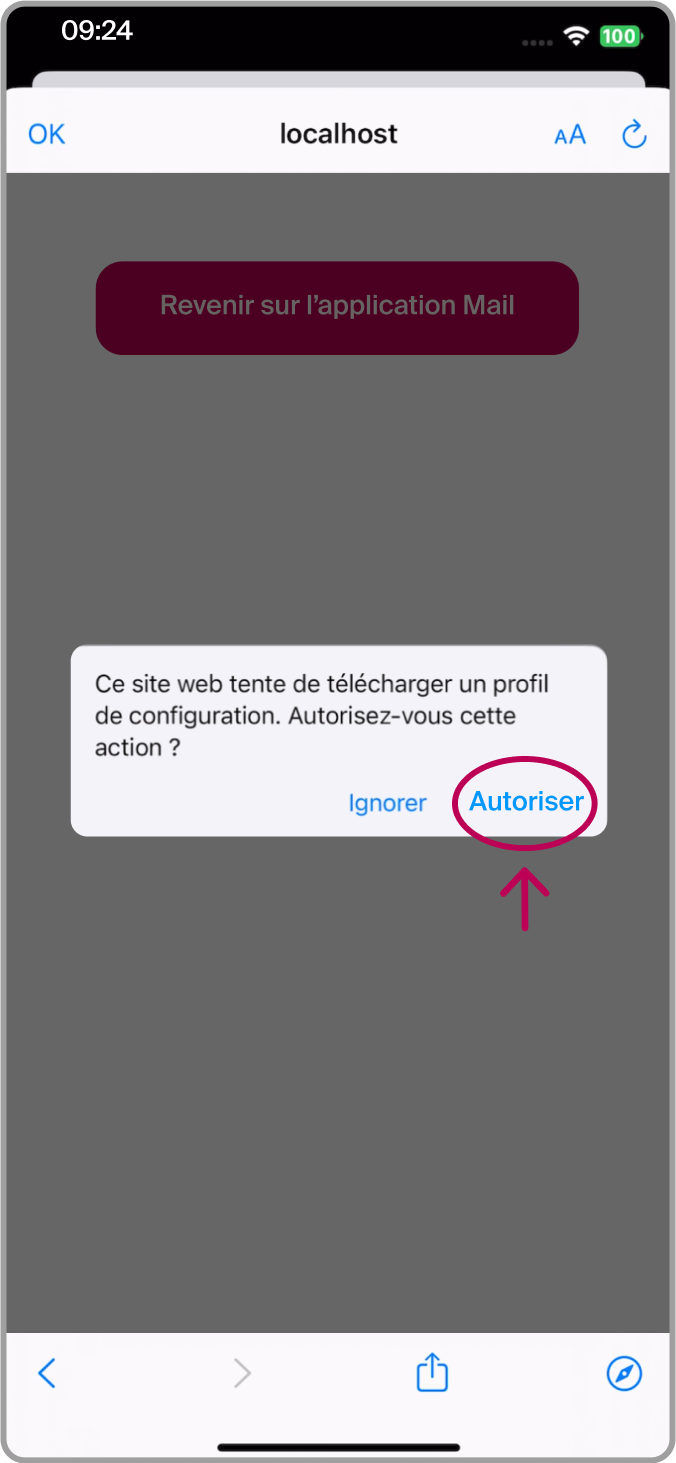 09:24
100
OK
localhost
AA
Revenir sur l’application Mail
Ce site web tente de télécharger un profil
de configuration. Autorisez-vous cette
action ?
Ignorer
Autoriser